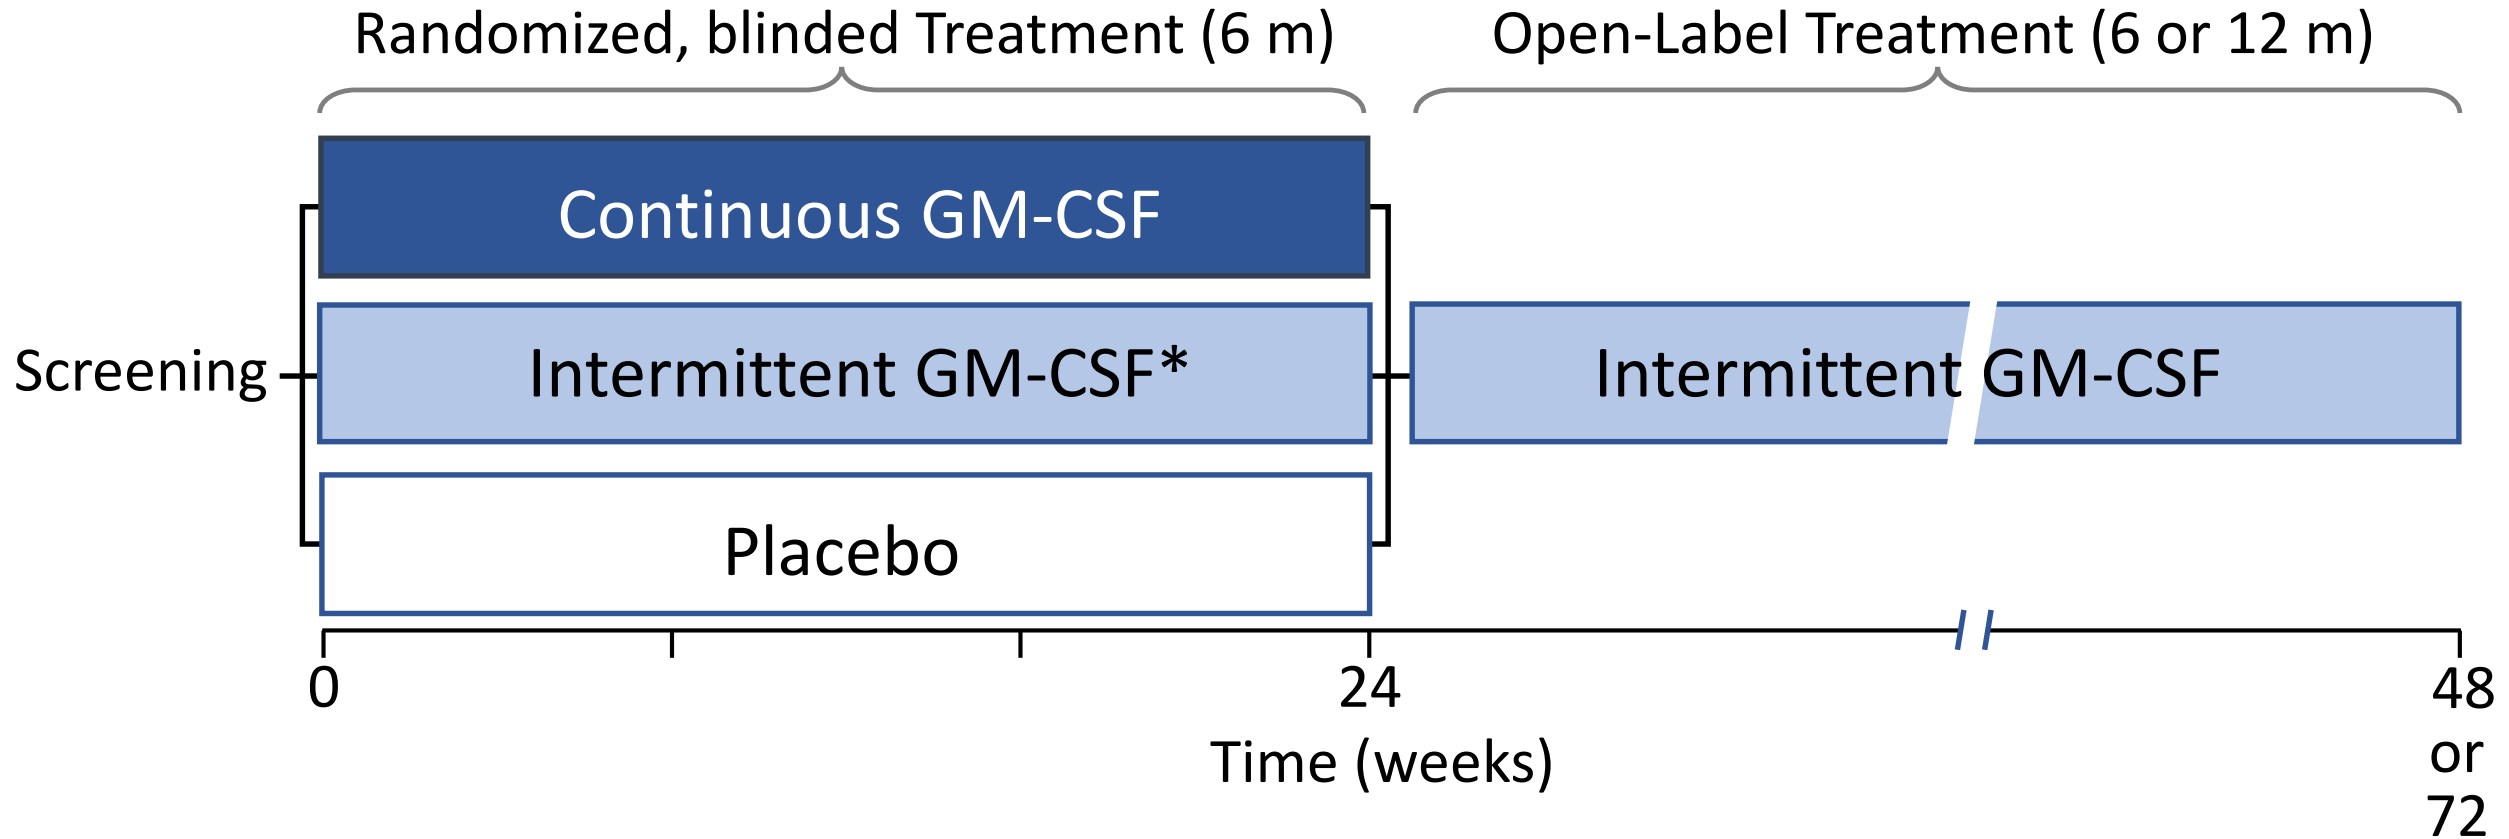 Randomized, blinded Treatment (6 m)
Open-Label Treatment (6 or 12 m)
Continuous GM-CSF
Screening
Intermittent GM-CSF*
Intermittent GM-CSF
Placebo
0
24
48
or
72
Time (weeks)